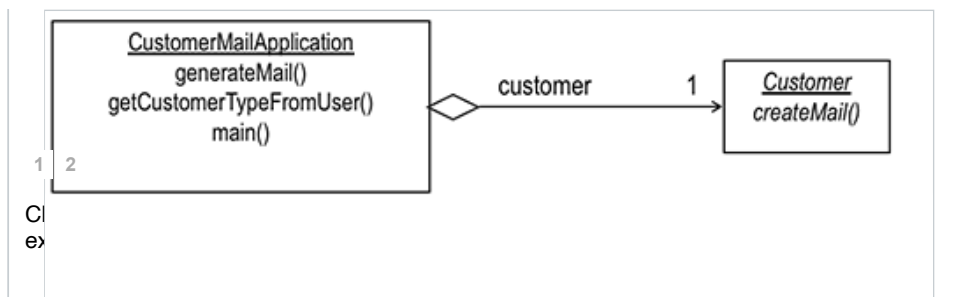 CustomerMailApplication
generateMail()
getCustomerTypeFromUser()
main()
customer 1
Customer
createMail()
1 2